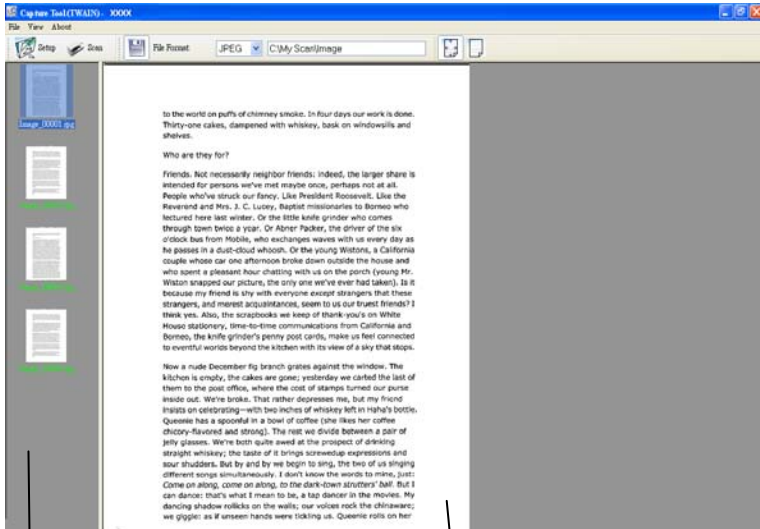 Capture Tool(TWAIN)- XXXX
File View About
Setup Scan File Format JPEG C:\My Scan\Image
Image_00001.jpg
to the world on puffs of chimney smoke. In four days our work is done.
Thirty-one cakes, dampened with whiskey, bask on windowsills and
shelves.
Who are they for?
Friends. Not necessarily neighbor friends: indeed, the larger share is
intended for persons we've met maybe once, perhaps not at all.
People who've struck our fancy. Like President Roosevelt. Like the
Reverend and Mrs. J. C. Lucey, Baptist missionaries to Borneo who
lectured here last winter. Or the little knife grinder who comes
through town twice a year. Or Abner Packer, the driver of the six
o'clock bus from Mobile, who exchanges waves with us every day as
he passes in a dust-cloud whoosh. Or the young Wistons, a California
couple whose car one afternoon broke down outside the house and
who spent a pleasant hour chatting with us on the porch (young Mr.
Wiston snapped our picture, the only one we've ever had taken). Is it
because my friend is shy with everyone except strangers that these
strangers, and merest acquaintances, seem to us our truest friends? I
think yes. Also, the scrapbooks we keep of thank-you's on White
House stationery, time-to-time communications from California and
Borneo, the knife grinder's penny post cards, make us feel connected
to eventful worlds beyond the kitchen with its view of a sky that stops.
Now a nude December fig branch grates against the window. The
kitchen is empty, the cakes are gone; yesterday we carted the last of
them to the post office, where the cost of stamps turned our purse
inside out. We're broke. That rather depresses me, but my friend
insists on celebrating—with two inches of whiskey left in Haha's bottle.
Queenie has a spoonful in a bowl of coffee (she likes her coffee
chicory-flavored and strong). The rest we divide between a pair of
jelly glasses. We're both quite awed at the prospect of drinking
straight whiskey; the taste of it brings screwedup expressions and
sour shudders. But by and by we begin to sing, the two of us singing
different songs simultaneously. I don't know the words to mine, just:
Come on along, come on along, to the dark-town strutters' ball. But I
can dance: that's what I mean to be, a tap dancer in the movies. My
dancing shadow rollicks on the walls; our voices rock the chinaware;
we giggle: as if unseen hands were tickling us. Queenie rolls on her